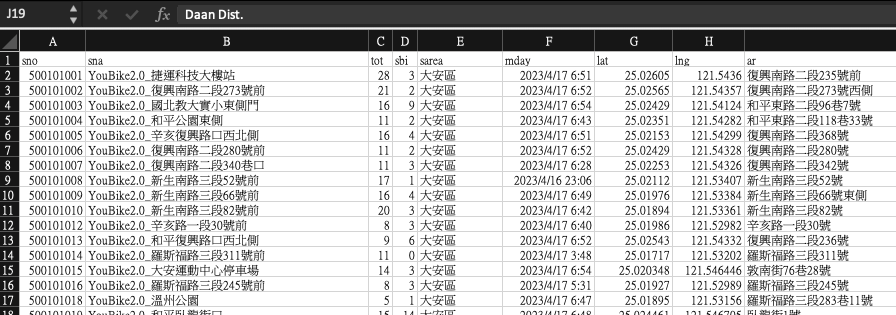 J19 fx Daan Dist.
A B C D E F G H
1 sno sna tot sbi sarea mday lat lng ar
2 500101001 YouBike2.0_捷運科技大樓站 28 3 大安區 2023/4/17 6:51 25.02605 121.5436 復興南路二段235號前
3 500101002 YouBike2.0_復興南路二段273號前 21 2 大安區 2023/4/17 6:52 25.02565 121.54357 復興南路二段273號西側
4 500101003 YouBike2.0_國北教大實小東側門 16 9 大安區 2023/4/17 6:54 25.02429 121.54124 和平東路二段96巷7號
5 500101004 YouBike2.0_和平公園東側 11 2 大安區 2023/4/17 6:43 25.02351 121.54282 和平東路二段118巷33號
6 500101005 YouBike2.0_辛亥復興路口西北側 16 4 大安區 2023/4/17 6:51 25.02153 121.54299 復興南路二段368號
7 500101006 YouBike2.0_復興南路二段280號前 11 2 大安區 2023/4/17 6:52 25.02429 121.54328 復興南路二段280號
8 500101007 YouBike2.0_復興南路二段340巷口 11 3 大安區 2023/4/17 6:28 25.02253 121.54326 復興南路二段342號
9 500101008 YouBike2.0_新生南路三段52號前 17 1 大安區 2023/4/16 23:06 25.02112 121.53407 新生南路三段52號
10 500101009 YouBike2.0_新生南路三段66號前 16 4 大安區 2023/4/17 6:49 25.01976 121.53384 新生南路三段66號東側
11 500101010 YouBike2.0_新生南路三段82號前 20 3 大安區 2023/4/17 6:42 25.01894 121.53361 新生南路三段82號
12 500101012 YouBike2.0_辛亥路一段30號前 8 3 大安區 2023/4/17 6:40 25.01986 121.52982 辛亥路一段30號
13 500101013 YouBike2.0_和平復興路口西北側 9 6 大安區 2023/4/17 6:52 25.02543 121.54332 復興南路二段236號
14 500101014 YouBike2.0_羅斯福路三段311號前 11 0 大安區 2023/4/17 3:48 25.01717 121.53202 羅斯福路三段311號
15 500101015 YouBike2.0_大安運動中心停車場 14 3 大安區 2023/4/17 6:54 25.020348 121.546446 敦南街76巷28號
16 500101016 YouBike2.0_羅斯福路三段245號前 8 3 大安區 2023/4/17 5:31 25.01927 121.52989 羅斯福路三段245號
17 500101018 YouBike2.0_溫州公園 5 1 大安區 2023/4/17 6:47 25.01895 121.53156 羅斯福路三段283巷11號
18 500101019 YouBike2.0_和平臥龍街口 15 14 大安區 2023/4/17 6:48 25.024461 121.546705 臥龍街1號